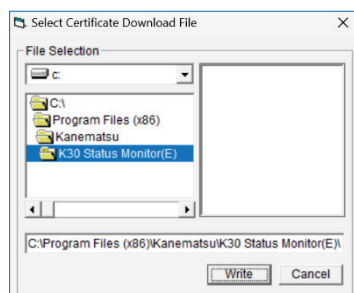 Select Certificate Download File
File Selection
c:
C:\
Program Files (x86)
Kanematsu
K30 Status Monitor(E)
C:\Program Files (x86)\Kanematsu\K30 Status Monitor(E)\
Write
Cancel